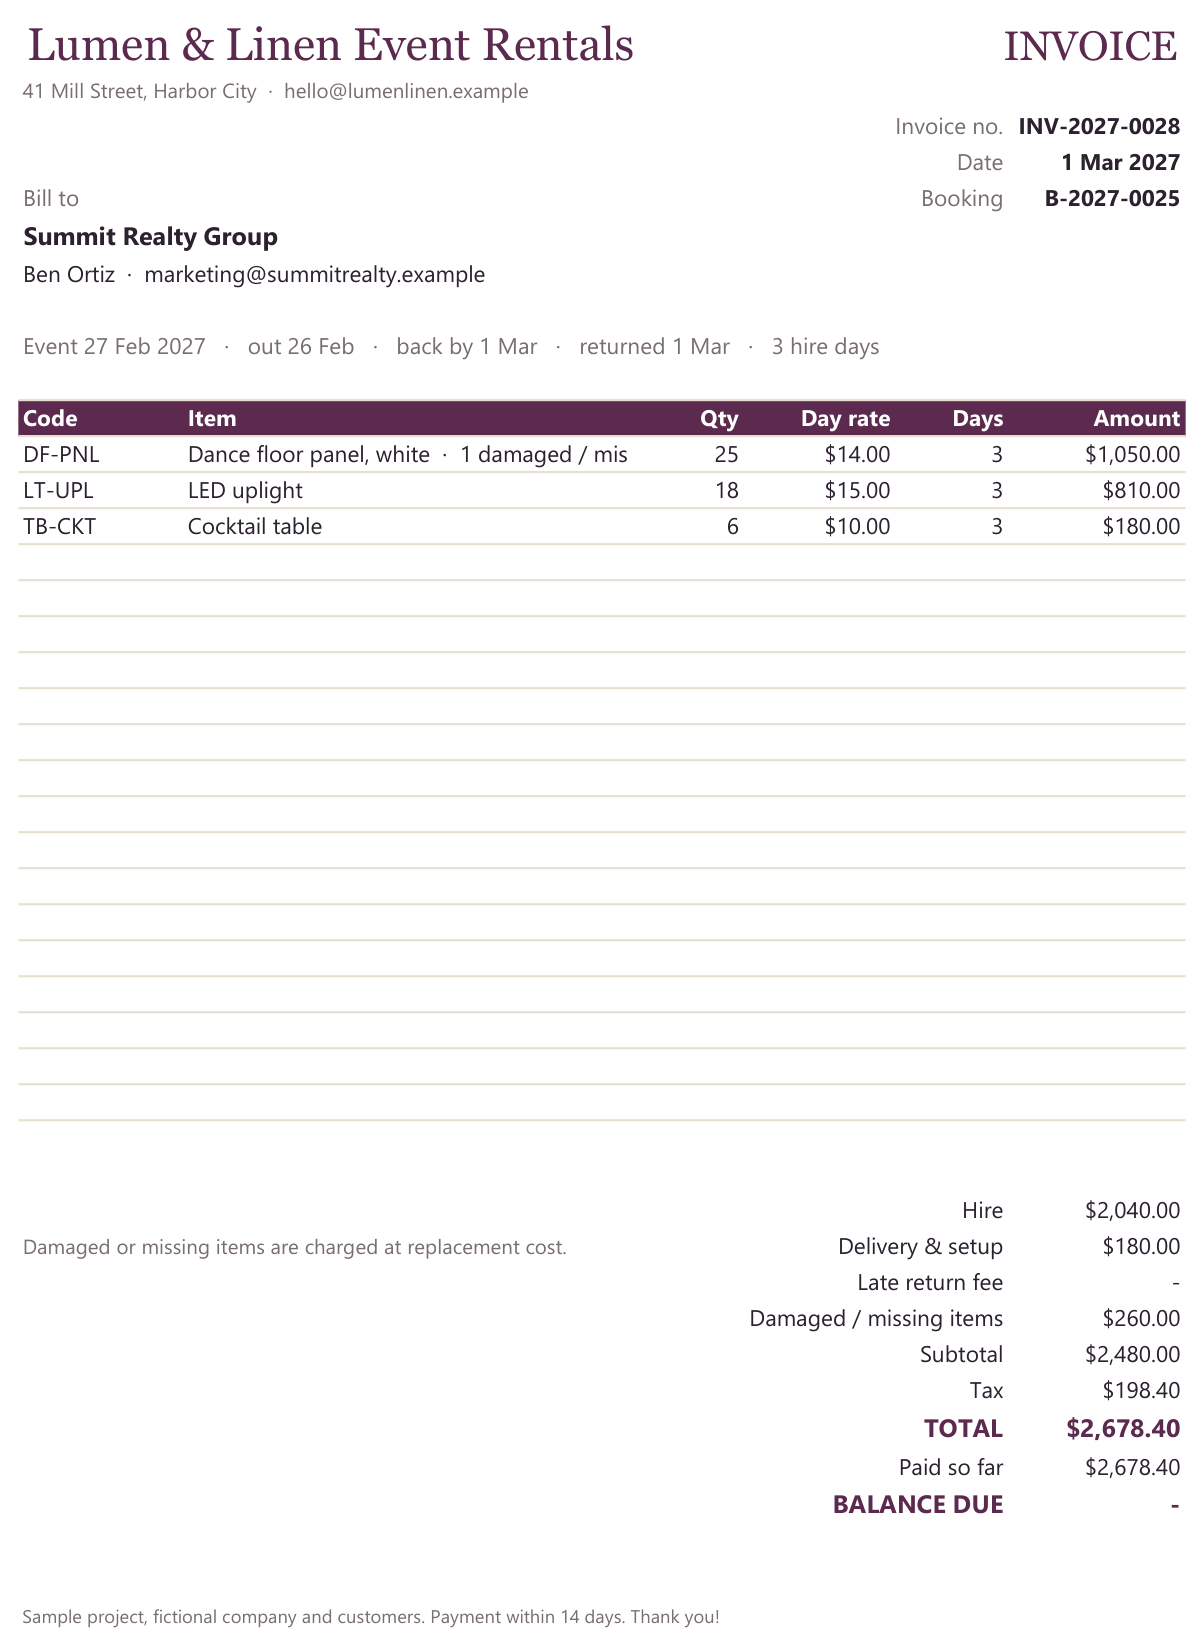 Lumen & Linen Event Rentals INVOICE
41 Mill Street, Harbor City · hello@lumenlinen.example
Invoice no. INV-2027-0028
Date 1 Mar 2027
Bill to Booking B-2027-0025
Summit Realty Group
Ben Ortiz · marketing@summitrealty.example
Event 27 Feb 2027 · out 26 Feb · back by 1 Mar · returned 1 Mar · 3 hire days
Code Item Qty Day rate Days Amount
DF-PNL Dance floor panel, white · 1 damaged / mis 25 $14.00 3 $1,050.00
LT-UPL LED uplight 18 $15.00 3 $810.00
TB-CKT Cocktail table 6 $10.00 3 $180.00
Hire $2,040.00
Damaged or missing items are charged at replacement cost. Delivery & setup $180.00
Late return fee -
Damaged / missing items $260.00
Subtotal $2,480.00
Tax $198.40
TOTAL $2,678.40
Paid so far $2,678.40
BALANCE DUE -
Sample project, fictional company and customers. Payment within 14 days. Thank you!